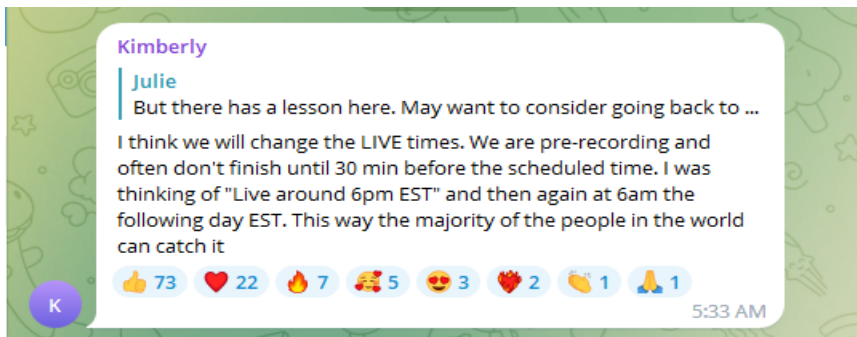 Kimberly
Julie
But there has a lesson here. May want to consider going back to ...
I think we will change the LIVE times. We are pre-recording and
often don't finish until 30 min before the scheduled time. I was
thinking of "Live around 6pm EST" and then again at 6am the
following day EST. This way the majority of the people in the world
can catch it
👍 73 ❤️ 22 🔥 7 🥰 5 😍 3 ❤️‍🔥 2 👏 1 🙏 1
K
5:33 AM